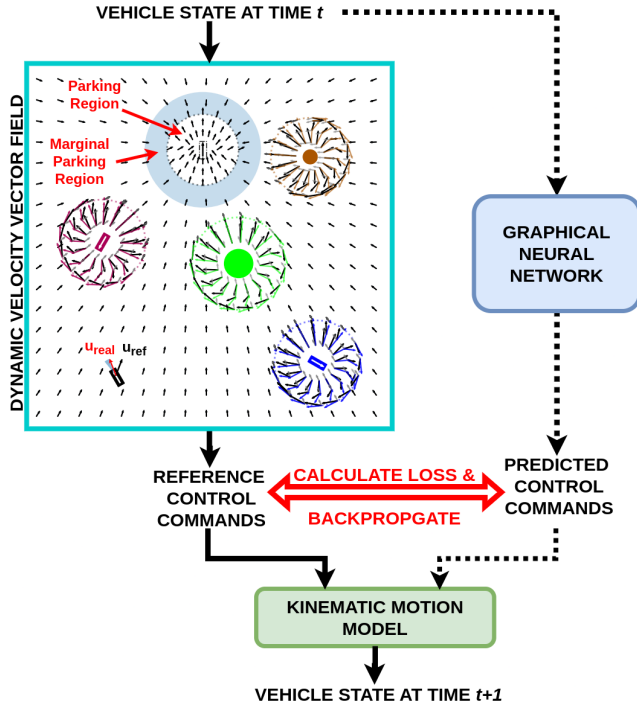 VEHICLE STATE AT TIME t
DYNAMIC VELOCITY VECTOR FIELD
Parking
Region
Marginal
Parking
Region
u_real u_ref
GRAPHICAL
NEURAL
NETWORK
REFERENCE
CONTROL
COMMANDS
CALCULATE LOSS &
BACKPROPGATE
PREDICTED
CONTROL
COMMANDS
KINEMATIC MOTION
MODEL
VEHICLE STATE AT TIME t+1